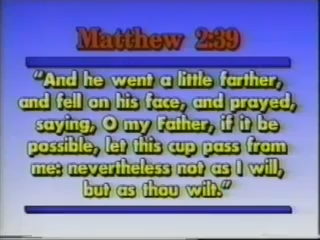 Matthew 2:39
"And he went a little farther,
and fell on his face, and prayed,
saying, O my Father, if it be
possible, let this cup pass from
me: nevertheless not as I will,
but as thou wilt."